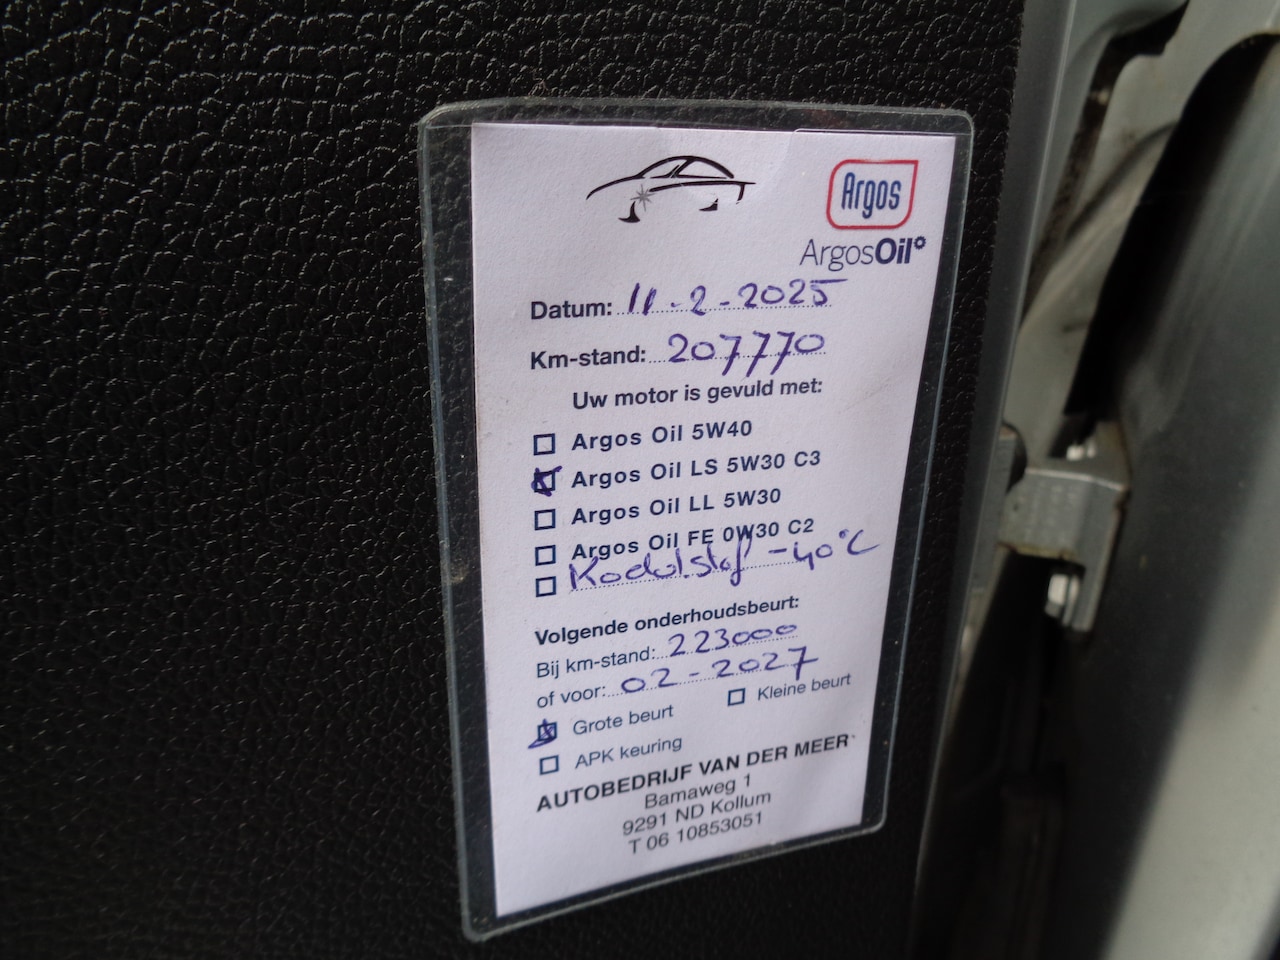 Argos
ArgosOil
Datum: 11-2-2025
Km-stand: 207770
Uw motor is gevuld met:
Argos Oil 5W40
Argos Oil LS 5W30 C3
Argos Oil LL 5W30
Argos Oil FE 0W30 C2
-40°C
Volgende onderhoudsbeurt:
Bij km-stand: 223000
of voor: 02-2027
Grote beurt Kleine beurt
APK keuring
AUTOBEDRIJF VAN DER MEER
Bamaweg 1
9291 ND Kollum
T 06 10853051